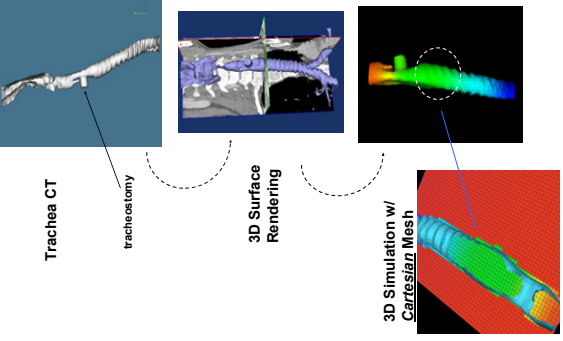 Trachea CT
tracheostomy
3D Surface
Rendering
3D Simulation w/
Cartesian Mesh